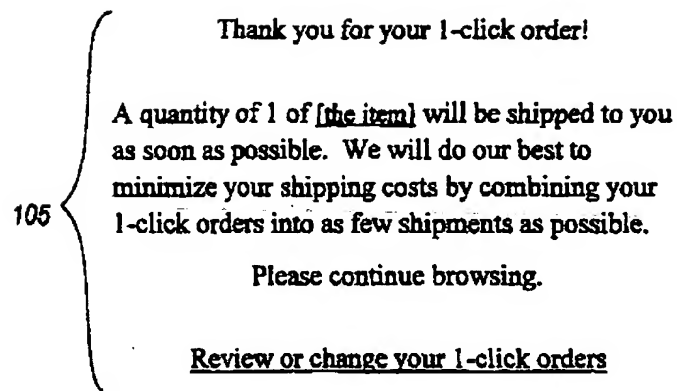 Thank you for your 1-click order!
A quantity of 1 of [the item] will be shipped to you
as soon as possible. We will do our best to
minimize your shipping costs by combining your
105
1-click orders into as few shipments as possible.
Please continue browsing.
Review or change your 1-click orders